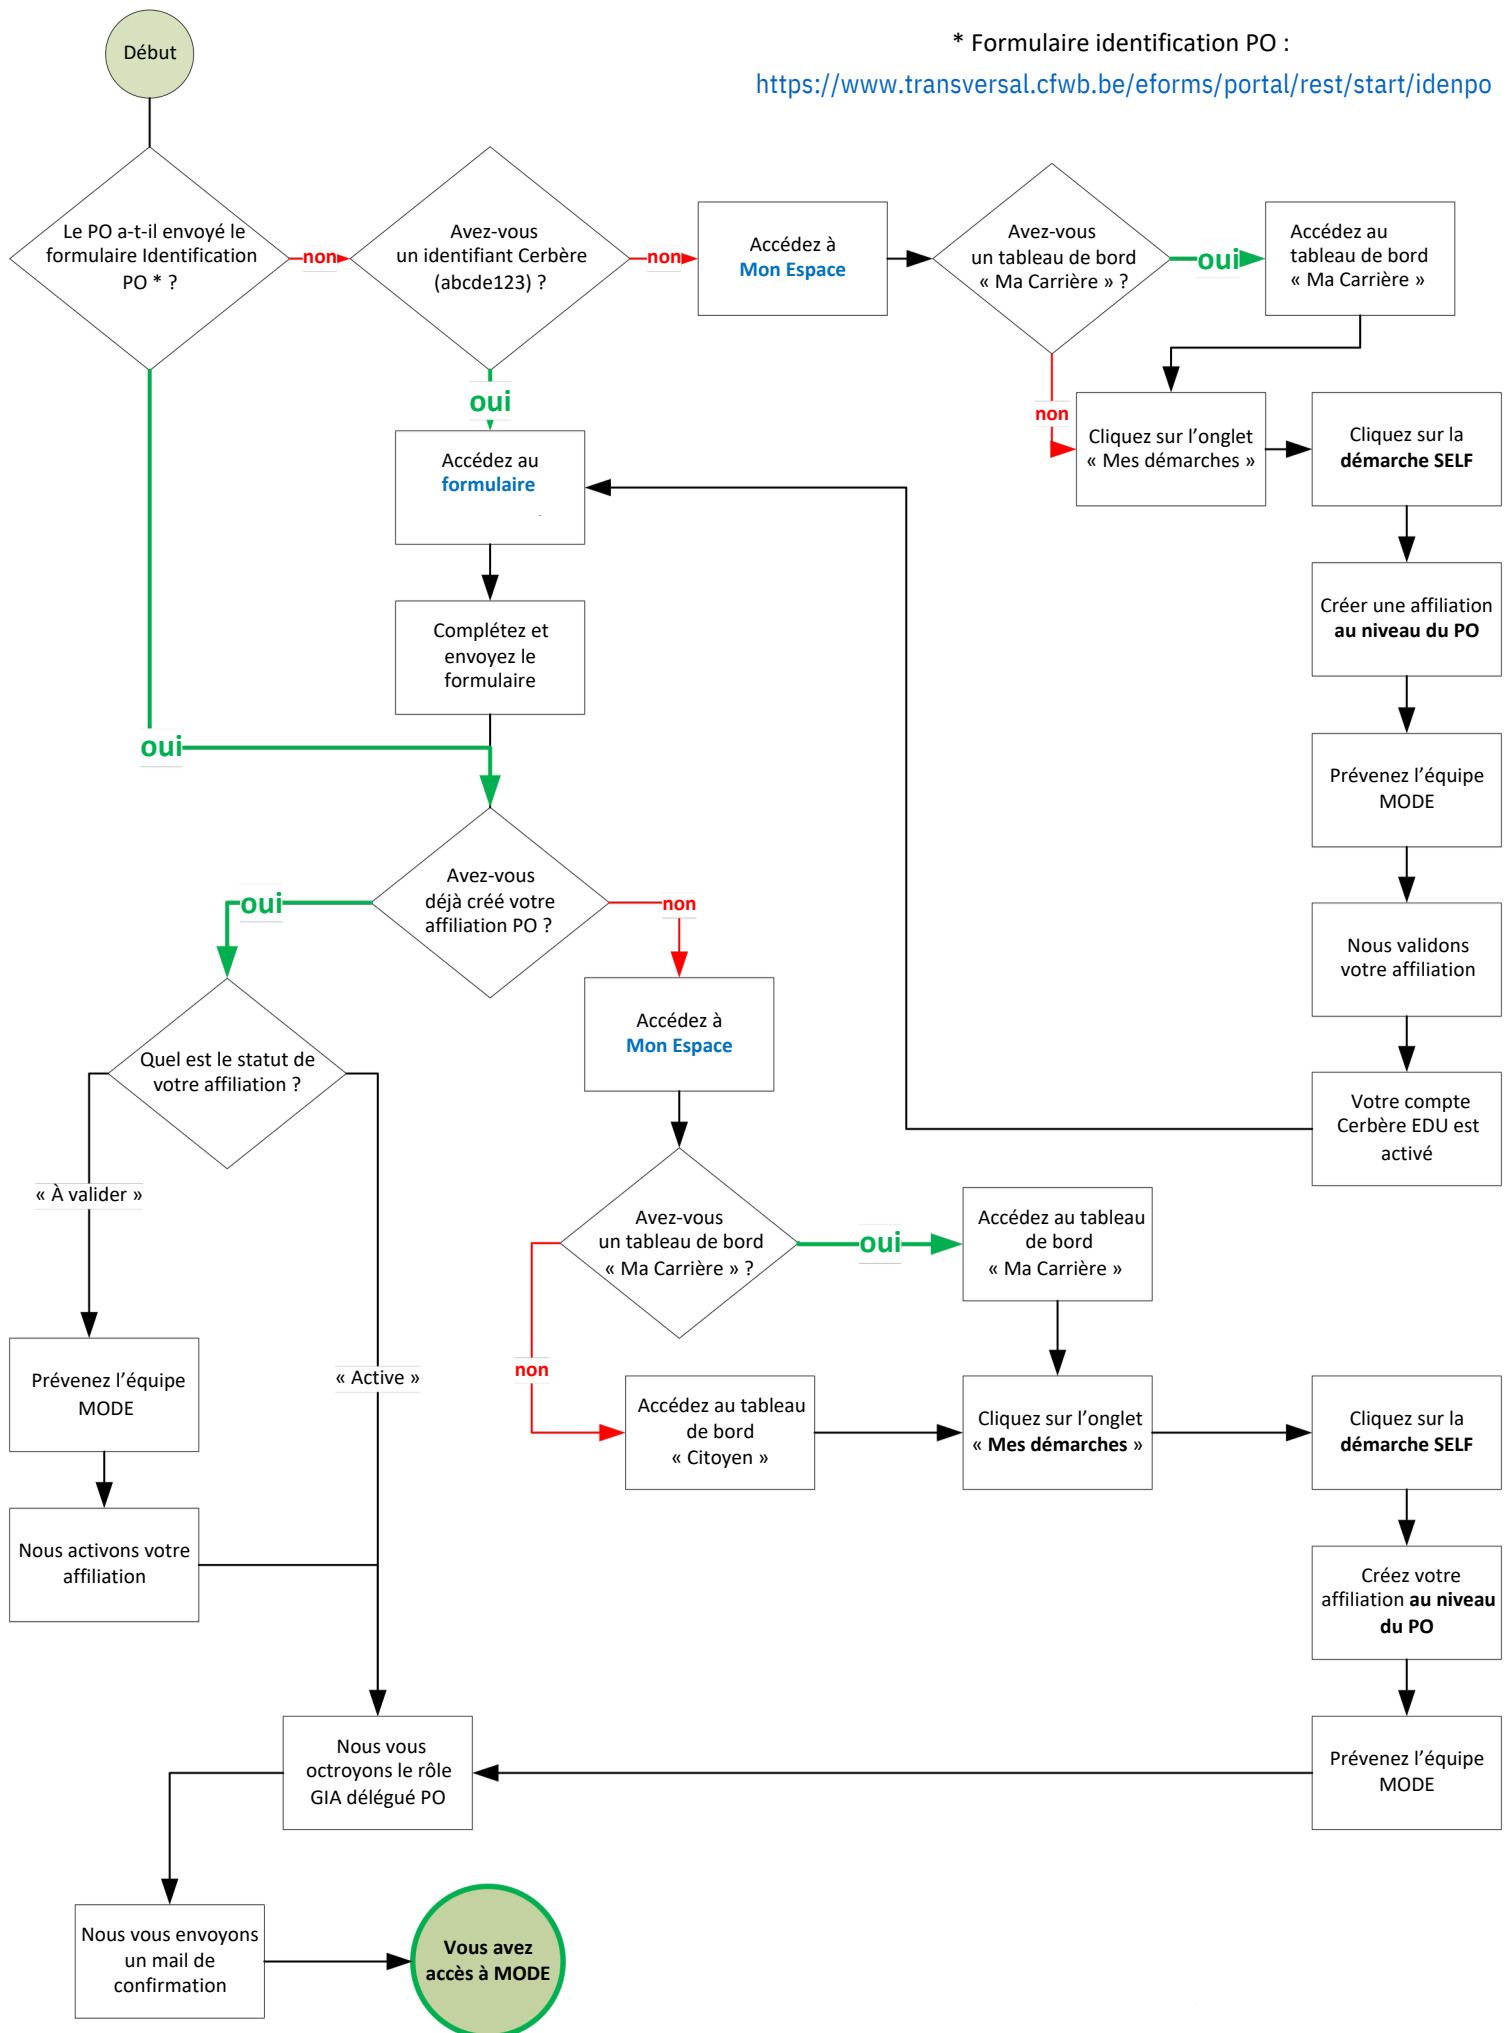 Début
* Formulaire identification PO :
https://www.transversal.cfwb.be/eforms/portal/rest/start/idenpo
Le PO a-t-il envoyé le
formulaire Identification
PO * ?
non
Avez-vous
un identifiant Cerbère
(abcde123) ?
non
Accédez à
Mon Espace
Avez-vous
un tableau de bord
« Ma Carrière » ?
oui
Accédez au
tableau de bord
« Ma Carrière »
oui
non
Cliquez sur l’onglet
« Mes démarches »
Cliquez sur la
démarche SELF
Accédez au
formulaire
Créer une affiliation
au niveau du PO
Complétez et
envoyez le
formulaire
oui
Prévenez l’équipe
MODE
Avez-vous
déjà créé votre
affiliation PO ?
oui
non
Nous validons
votre affiliation
Accédez à
Mon Espace
Quel est le statut de
votre affiliation ?
Votre compte
Cerbère EDU est
activé
« À valider »
Avez-vous
un tableau de bord
« Ma Carrière » ?
oui
Accédez au tableau
de bord
« Ma Carrière »
non
Prévenez l’équipe
MODE
« Active »
Accédez au tableau
de bord
« Citoyen »
Cliquez sur l’onglet
« Mes démarches »
Cliquez sur la
démarche SELF
Nous activons votre
affiliation
Créez votre
affiliation au niveau
du PO
Nous vous
octroyons le rôle
GIA délégué PO
Prévenez l’équipe
MODE
Nous vous envoyons
un mail de
confirmation
Vous avez
accès à MODE